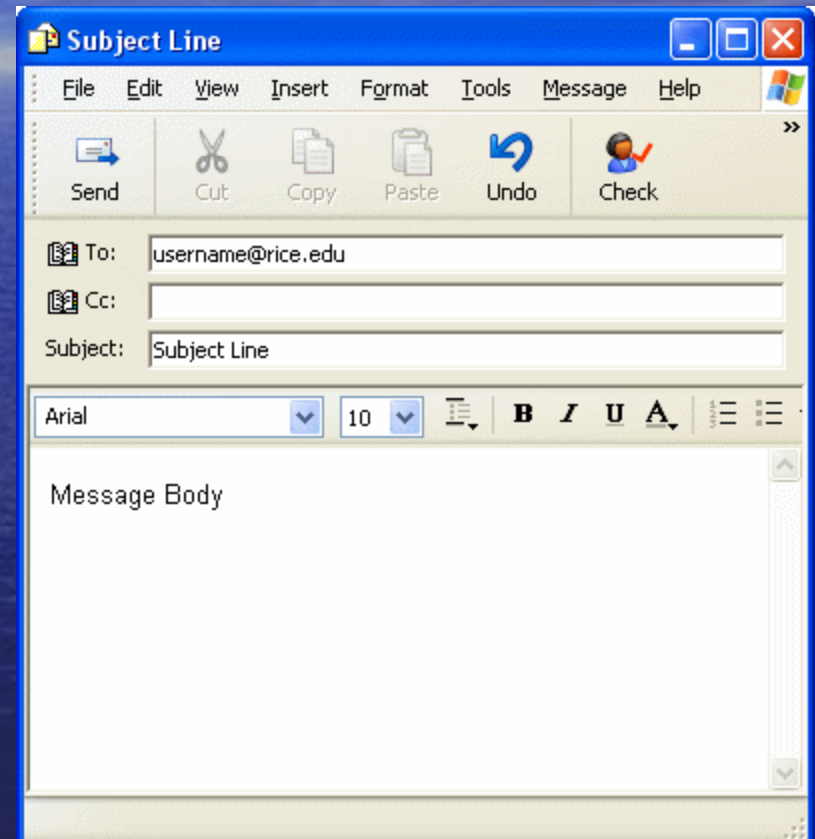 Subject Line
File Edit View Insert Format Tools Message Help
»
Send Cut Copy Paste Undo Check
To: username@rice.edu
Cc:
Subject: Subject Line
Arial 10 B I U A
Message Body